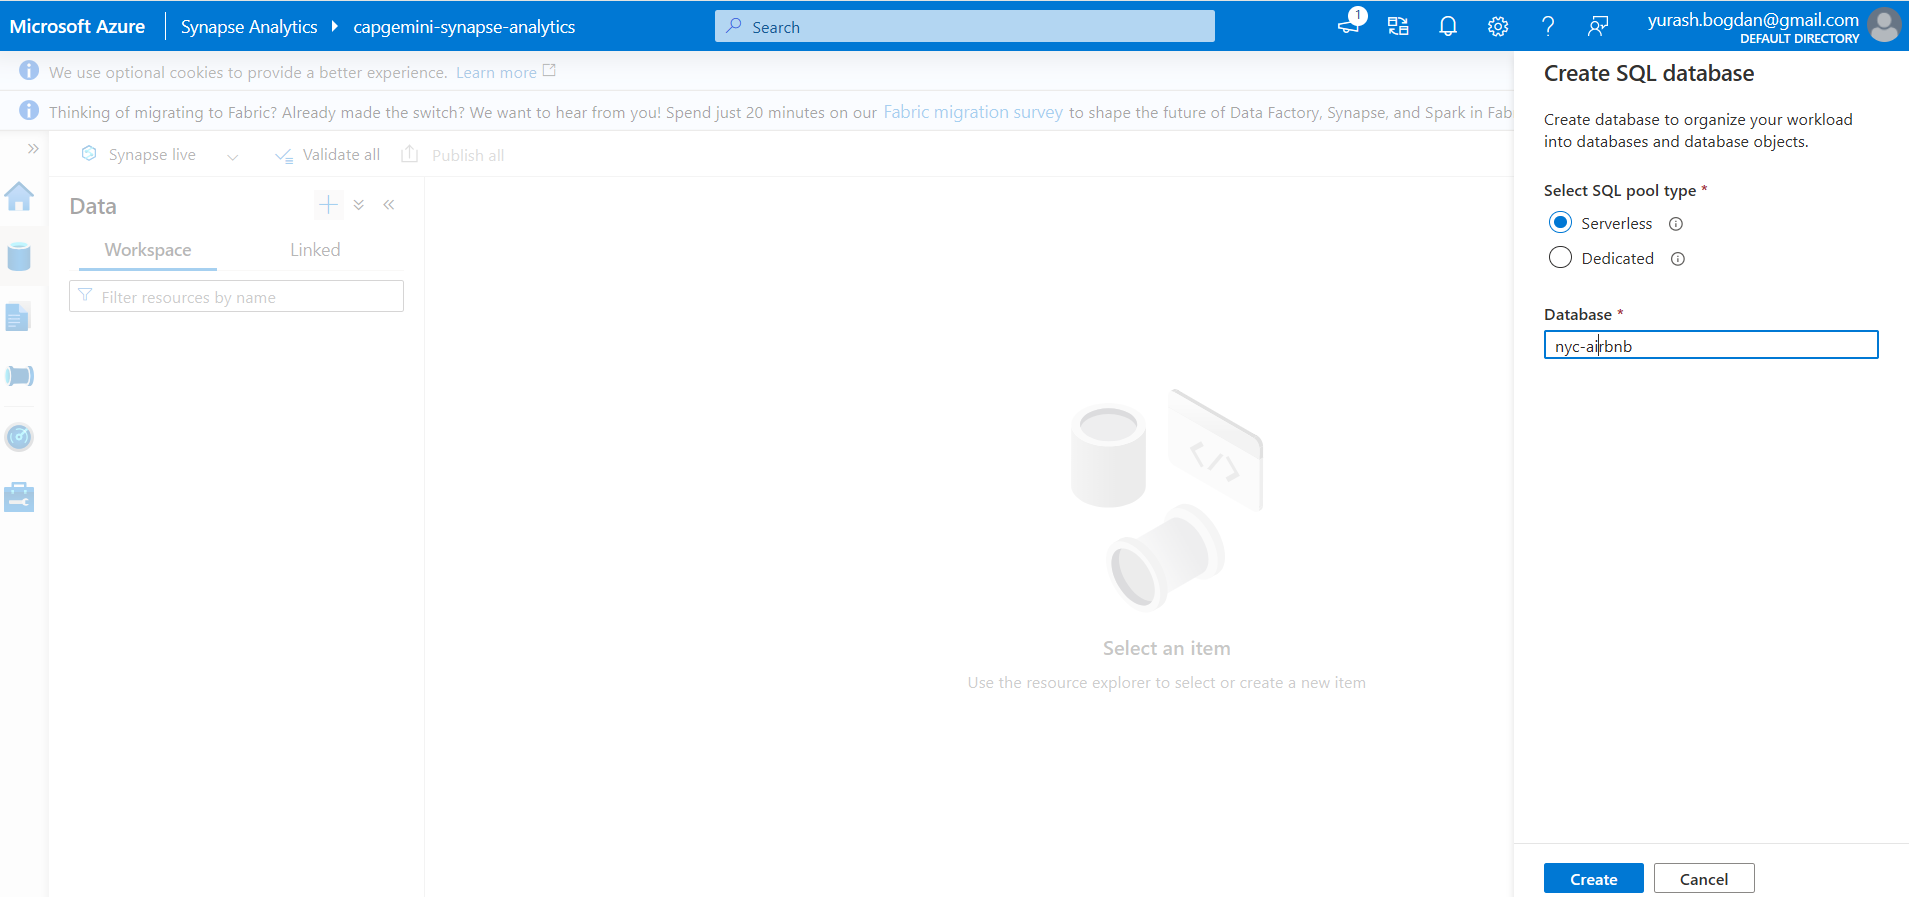 Microsoft Azure
Synapse Analytics
capgemini-synapse-analytics
Search
1
yurash.bogdan@gmail.com
DEFAULT DIRECTORY
We use optional cookies to provide a better experience. Learn more
Thinking of migrating to Fabric? Already made the switch? We want to hear from you! Spend just 20 minutes on our Fabric migration survey to shape the future of Data Factory, Synapse, and Spark in Fab
Synapse live
Validate all
Publish all
Data
Workspace
Linked
Filter resources by name
</>
Select an item
Use the resource explorer to select or create a new item
Create SQL database
Create database to organize your workload
into databases and database objects.
Select SQL pool type *
Serverless
Dedicated
Database *
nyc-airbnb
Create
Cancel